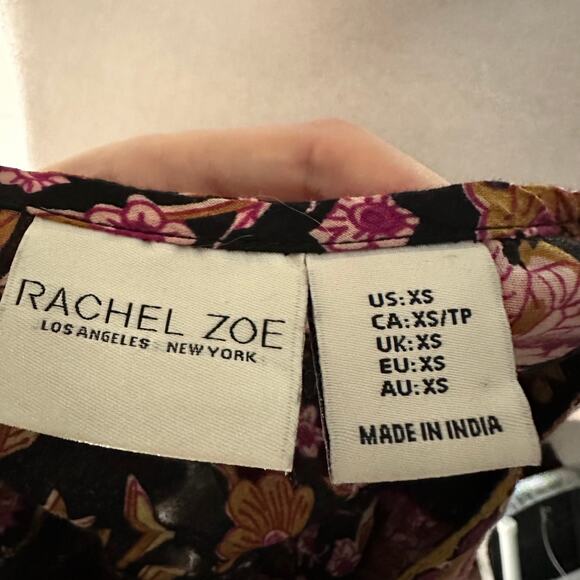 RACHEL ZOE
LOS ANGELES NEW YORK
US: XS
CA: XS/TP
UK: XS
EU: XS
AU: XS
MADE IN INDIA